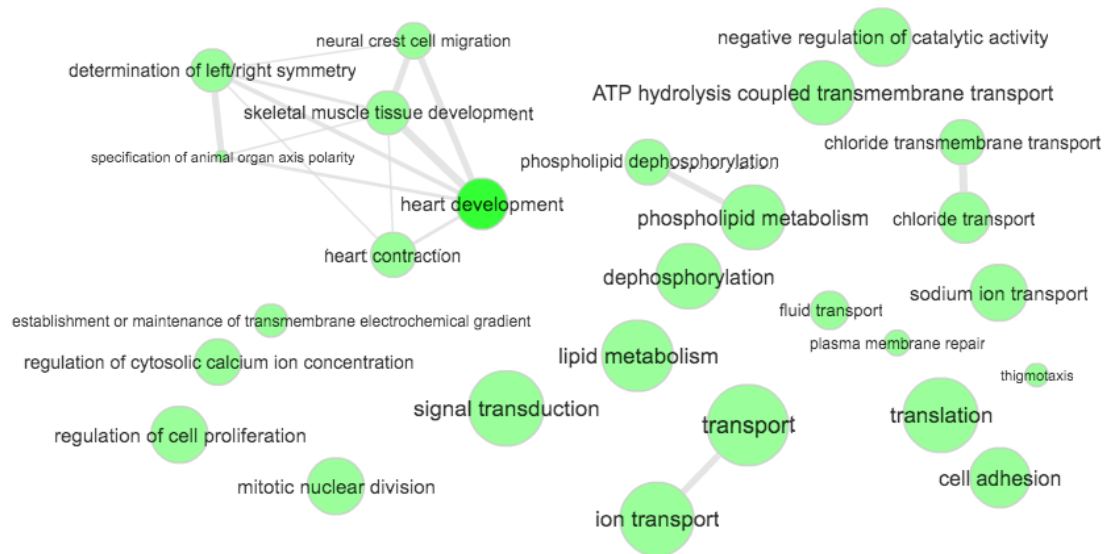 neural crest cell migration
determination of left/right symmetry
skeletal muscle tissue development
specification of animal organ axis polarity
heart development
heart contraction
establishment or maintenance of transmembrane electrochemical gradient
regulation of cytosolic calcium ion concentration
regulation of cell proliferation
mitotic nuclear division
signal transduction
negative regulation of catalytic activity
ATP hydrolysis coupled transmembrane transport
chloride transmembrane transport
phospholipid dephosphorylation
phospholipid metabolism
chloride transport
dephosphorylation
sodium ion transport
fluid transport
plasma membrane repair
lipid metabolism
thigmotaxis
transport
translation
cell adhesion
ion transport